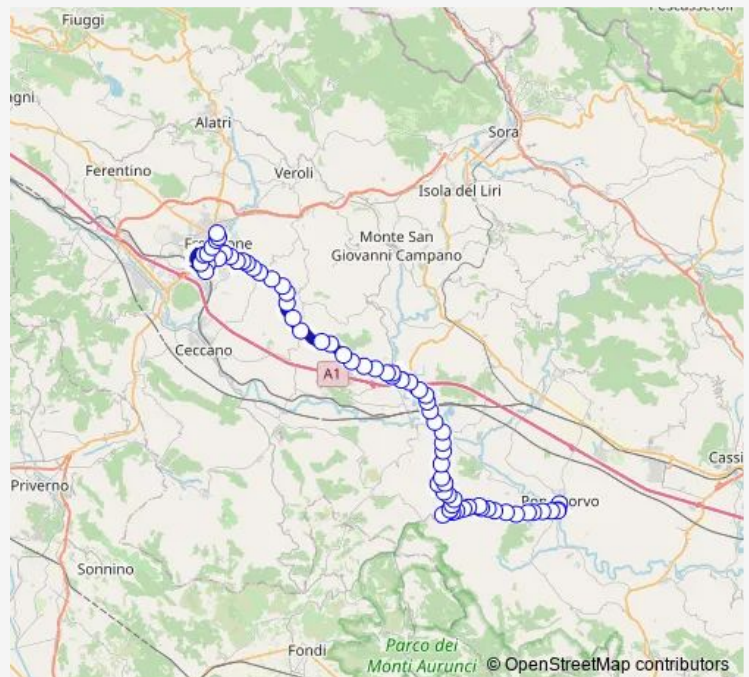 Fiuggi
Alatri
Sora
Ferentino
Veroli
Isola del Liri
Monte San
Giovanni Campano
Ceccano
A1
Priverno
Sonnino
Fondi
Parco dei
Monti Aurunci
© OpenStreetMap contributors